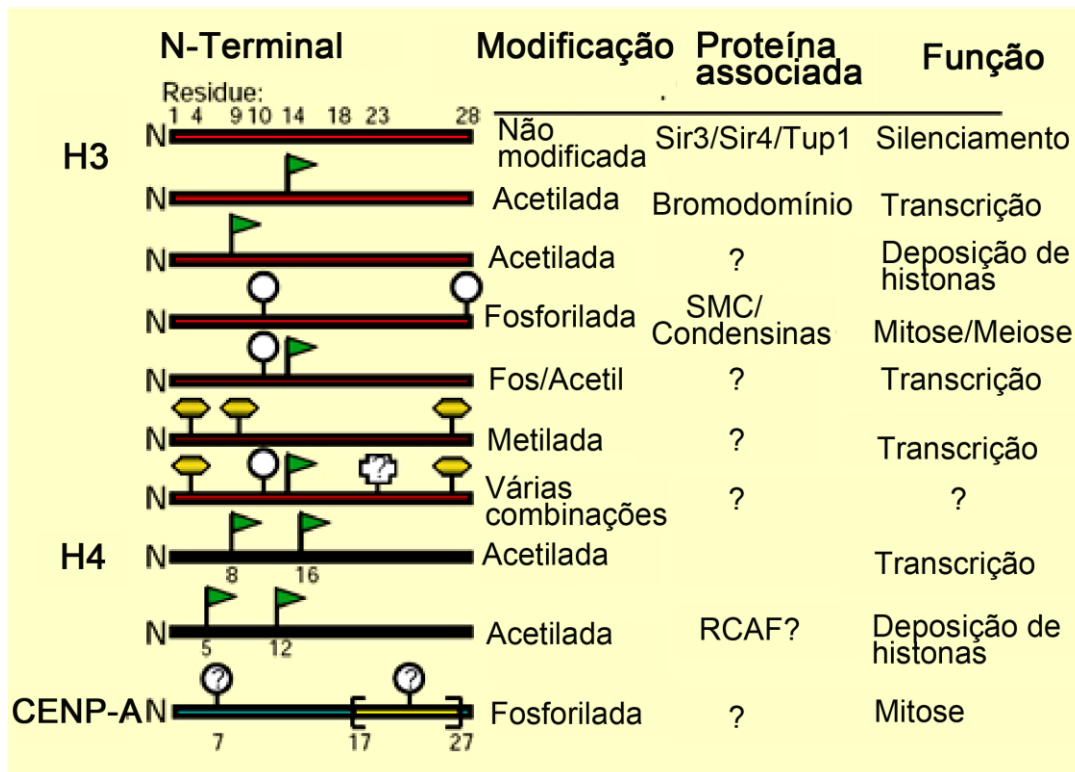 N-Terminal Modificação Proteína associada Função
Residue:
1 4 9 10 14 18 23 28
H3
N Não modificada Sir3/Sir4/Tup1 Silenciamento
N Acetilada Bromodomínio Transcrição
N Acetilada ? Deposição de histonas
N Fosforilada SMC/ Condensinas Mitose/Meiose
N Fos/Acetil ? Transcrição
N Metilada ? Transcrição
?
N Várias combinações ? ?
H4 N Acetilada Transcrição
8 16
N Acetilada RCAF? Deposição de histonas
5 12
? ?
CENP-A N [ ] Fosforilada ? Mitose
7 17 27